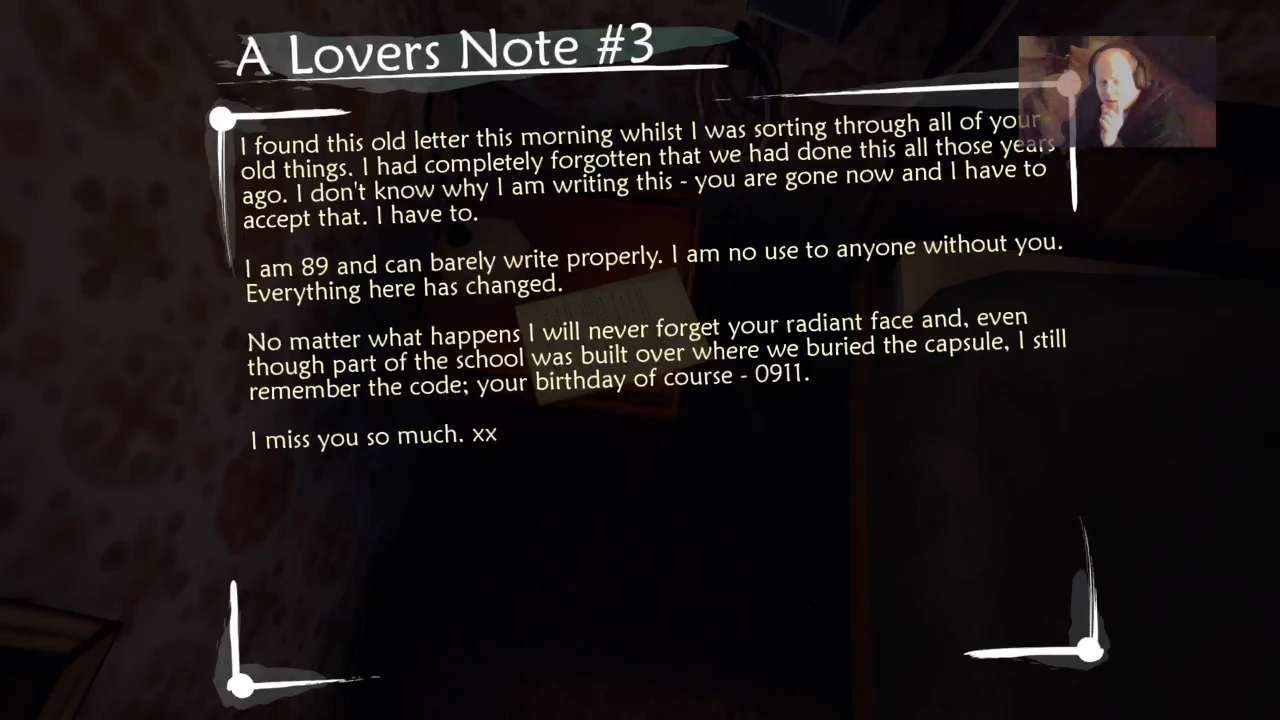 A Lovers Note #3
I found this old letter this morning whilst I was sorting through all of your
old things. I had completely forgotten that we had done this all those years
ago. I don't know why I am writing this - you are gone now and I have to
accept that. I have to.
I am 89 and can barely write properly. I am no use to anyone without you.
Everything here has changed.
No matter what happens I will never forget your radiant face and, even
though part of the school was built over where we buried the capsule, I still
remember the code; your birthday of course - 0911.
I miss you so much. xx